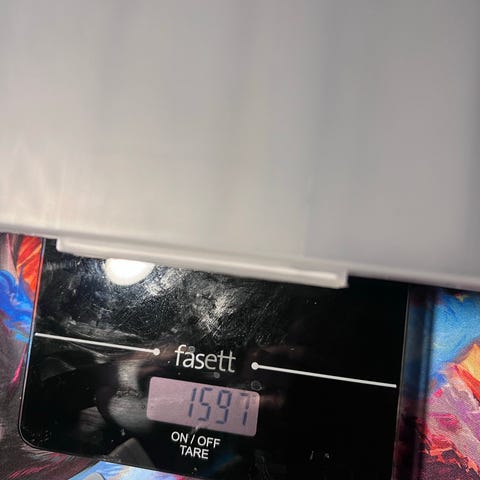 fasett
1597
ON / OFF
TARE